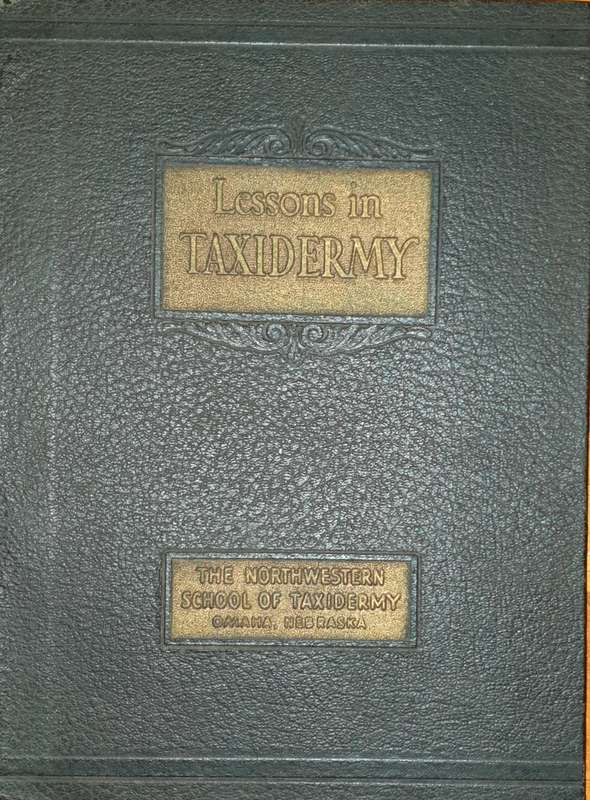 Lessons in
TAXIDERMY
THE NORTHWESTERN
SCHOOL OF TAXIDERMY
OMAHA, NEBRASKA